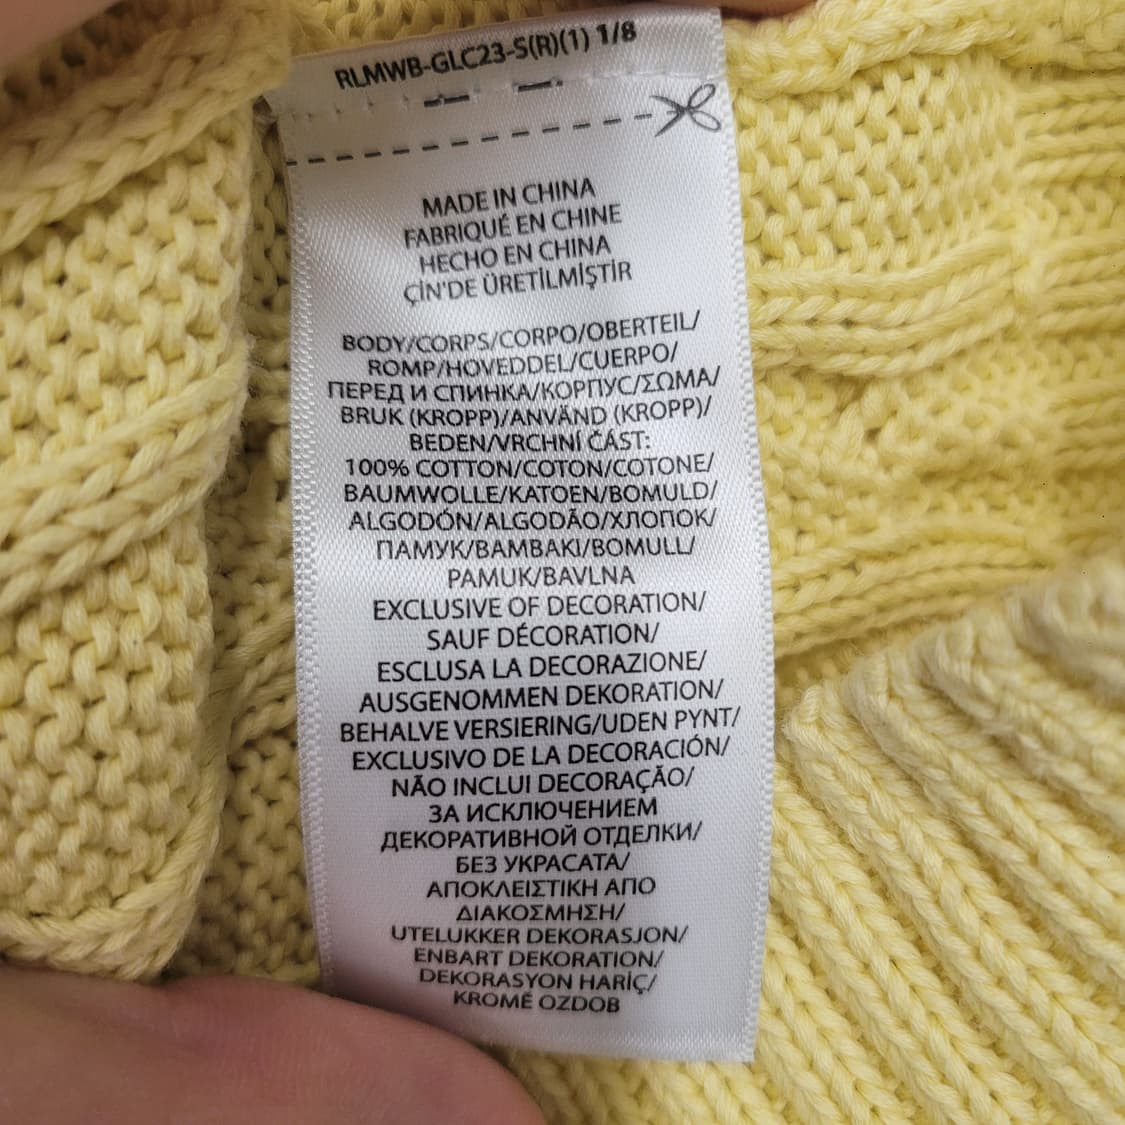 RLMWB-GLC23-S(R)(1) 1/8
MADE IN CHINA
FABRIQUÉ EN CHINE
HECHO EN CHINA
ÇİN'DE ÜRETİLMİŞTİR
BODY/CORPS/CORPO/OBERTEIL/
ROMP/HOVEDDEL/CUERPO/
ПЕРЕД И СПИНКА/КОРПУС/ΣΩΜΑ/
BRUK (KROPP)/ANVÄND (KROPP)/
BEDEN/VRCHNÍ ČÁST:
100% COTTON/COTON/COTONE/
BAUMWOLLE/KATOEN/BOMULD/
ALGODÓN/ALGODÃO/ХЛОПОК/
ПАМУК/ΒΑΜΒΑΚΙ/BOMULL/
PAMUK/BAVLNA
EXCLUSIVE OF DECORATION/
SAUF DÉCORATION/
ESCLUSA LA DECORAZIONE/
AUSGENOMMEN DEKORATION/
BEHALVE VERSIERING/UDEN PYNT/
EXCLUSIVO DE LA DECORACIÓN/
NÃO INCLUI DECORAÇÃO/
ЗА ИСКЛЮЧЕНИЕМ
ДЕКОРАТИВНОЙ ОТДЕЛКИ/
БЕЗ УКРАСАТА/
ΑΠΟΚΛΕΙΣΤΙΚΗ ΑΠΟ
ΔΙΑΚΟΣΜΗΣΗ/
UTELUKKER DEKORASJON/
ENBART DEKORATION/
DEKORASYON HARİÇ/
KROMĚ OZDOB